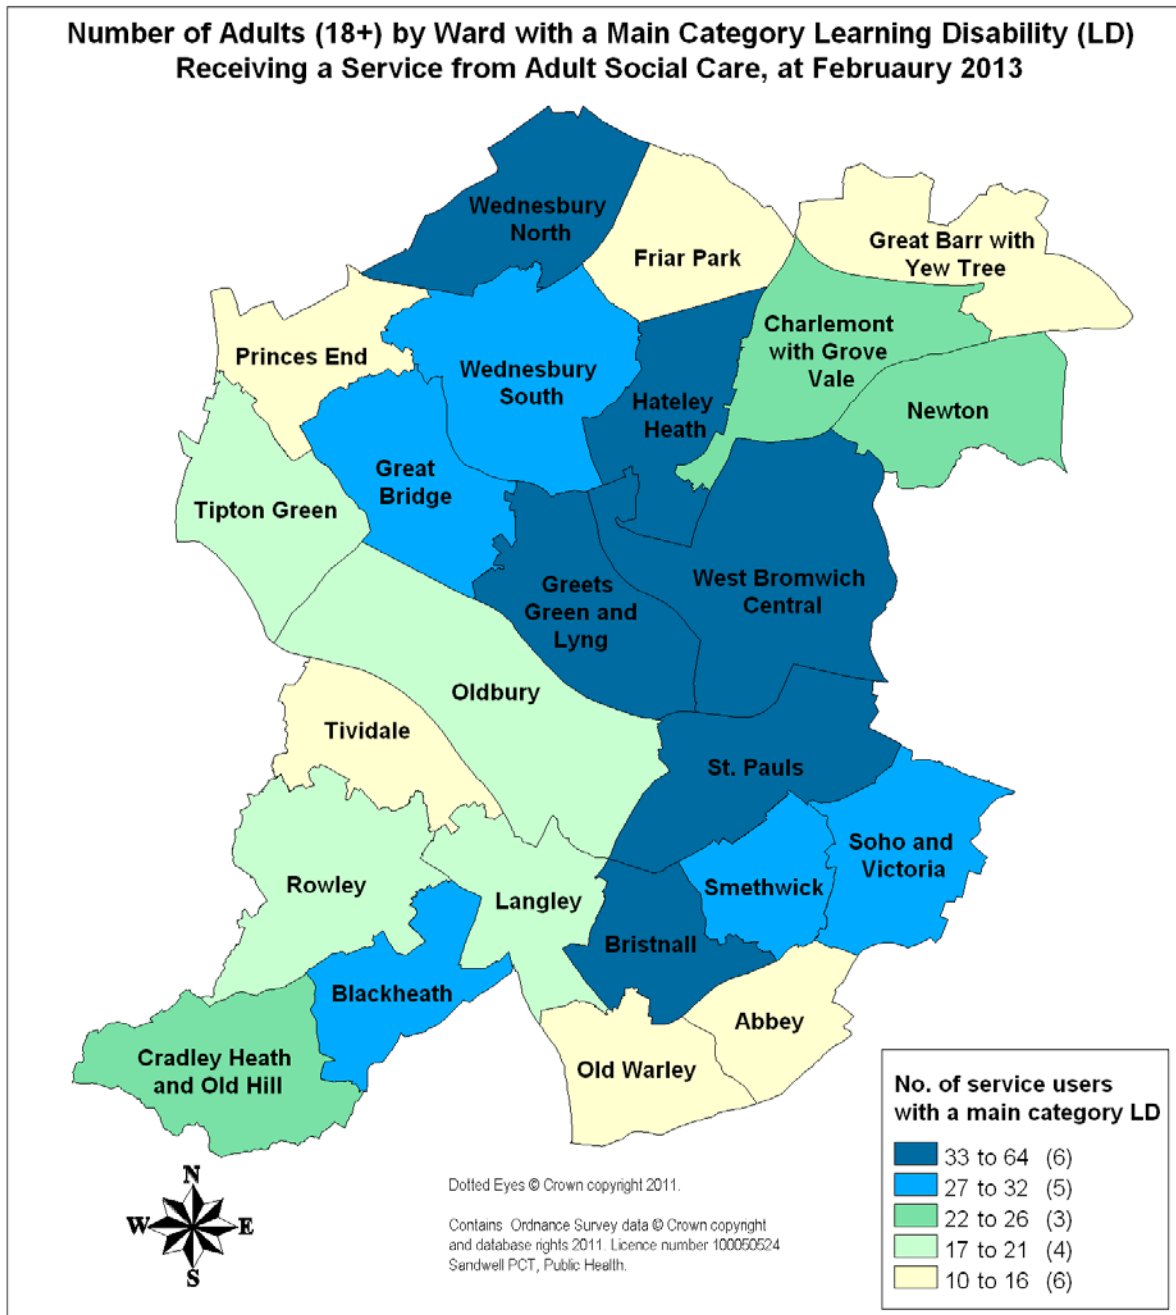 Number of Adults (18+) by Ward with a Main Category Learning Disability (LD)
Receiving a Service from Adult Social Care, at Februaury 2013
Wednesbury
North
Friar Park
Great Barr with
Yew Tree
Charlemont
with Grove
Vale
Princes End
Wednesbury
South
Hateley
Heath
Newton
Great
Bridge
Tipton Green
Greets
Green and
Lyng
West Bromwich
Central
Oldbury
Tividale
St. Pauls
Soho and
Victoria
Smethwick
Rowley
Langley
Bristnall
Blackheath
Abbey
Old Warley
Cradley Heath
and Old Hill
No. of service users
with a main category LD
33 to 64 (6)
27 to 32 (5)
22 to 26 (3)
17 to 21 (4)
10 to 16 (6)
N
W
E
S
Dotted Eyes © Crown copyright 2011.
Contains Ordnance Survey data © Crown copyright
and database rights 2011. Licence number 100050524
Sandwell PCT, Public Health.